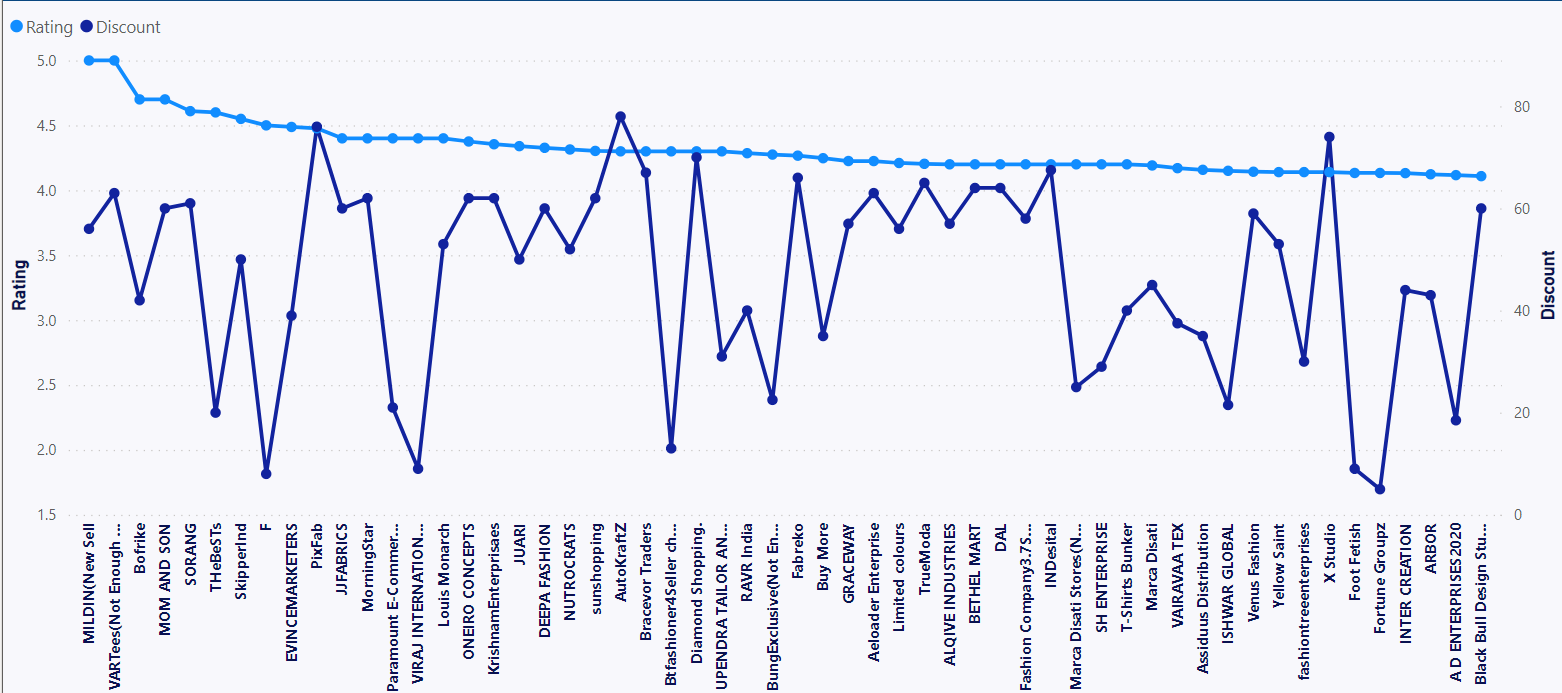 Rating Discount
5.0
4.5
4.0
3.5
3.0
2.5
2.0
1.5
Rating
80
60
40
20
0
Discount
MILDIN(New Sell
VARTees(Not Enough ...
Bofrike
MOM AND SON
SORANG
THeBeSTs
SkipperInd
F
EVINCEMARKETERS
PixFab
JJFABRICS
MorningStar
Paramount E-Commer...
VIRAJ INTERNATION...
Louis Monarch
ONEIRO CONCEPTS
KrishnamEnterprisaes
JUARI
DEEPA FASHION
NUTROCRATS
sunshopping
AutoKraftZ
Bracevor Traders
Btfashioner4Seller ch...
Diamond Shopping.
UPENDRA TAILOR AN...
RAVR India
BungExclusive(Not En...
Fabreko
Buy More
GRACEWAY
Aeloader Enterprise
Limited colours
TrueModa
ALQIVE INDUSTRIES
BETHEL MART
DAL
Fashion Company3.7S...
INDesital
Marca Disati Stores(N...
SH ENTERPRISE
T-Shirts Bunker
Marca Disati
VAIRAVAA TEX
Assiduus Distribution
ISHWAR GLOBAL
Venus Fashion
Yellow Saint
fashiontreeenterprises
X Studio
Foot Fetish
Fortune Groupz
INTER CREATION
ARBOR
A D ENTERPRISES2020
Black Bull Design Stu...